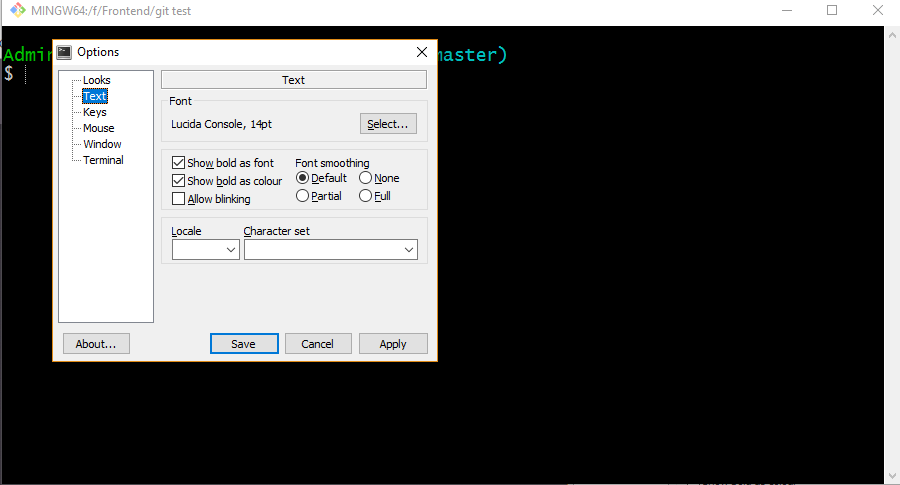 MINGW64:/f/Frontend/git test
Options
Admin
master)
$
Looks
Text
Keys
Mouse
Window
Terminal
Text
Font
Lucida Console, 14pt
Select...
Show bold as font
Show bold as colour
Allow blinking
Font smoothing
Default
None
Partial
Full
Locale
Character set
About...
Save
Cancel
Apply